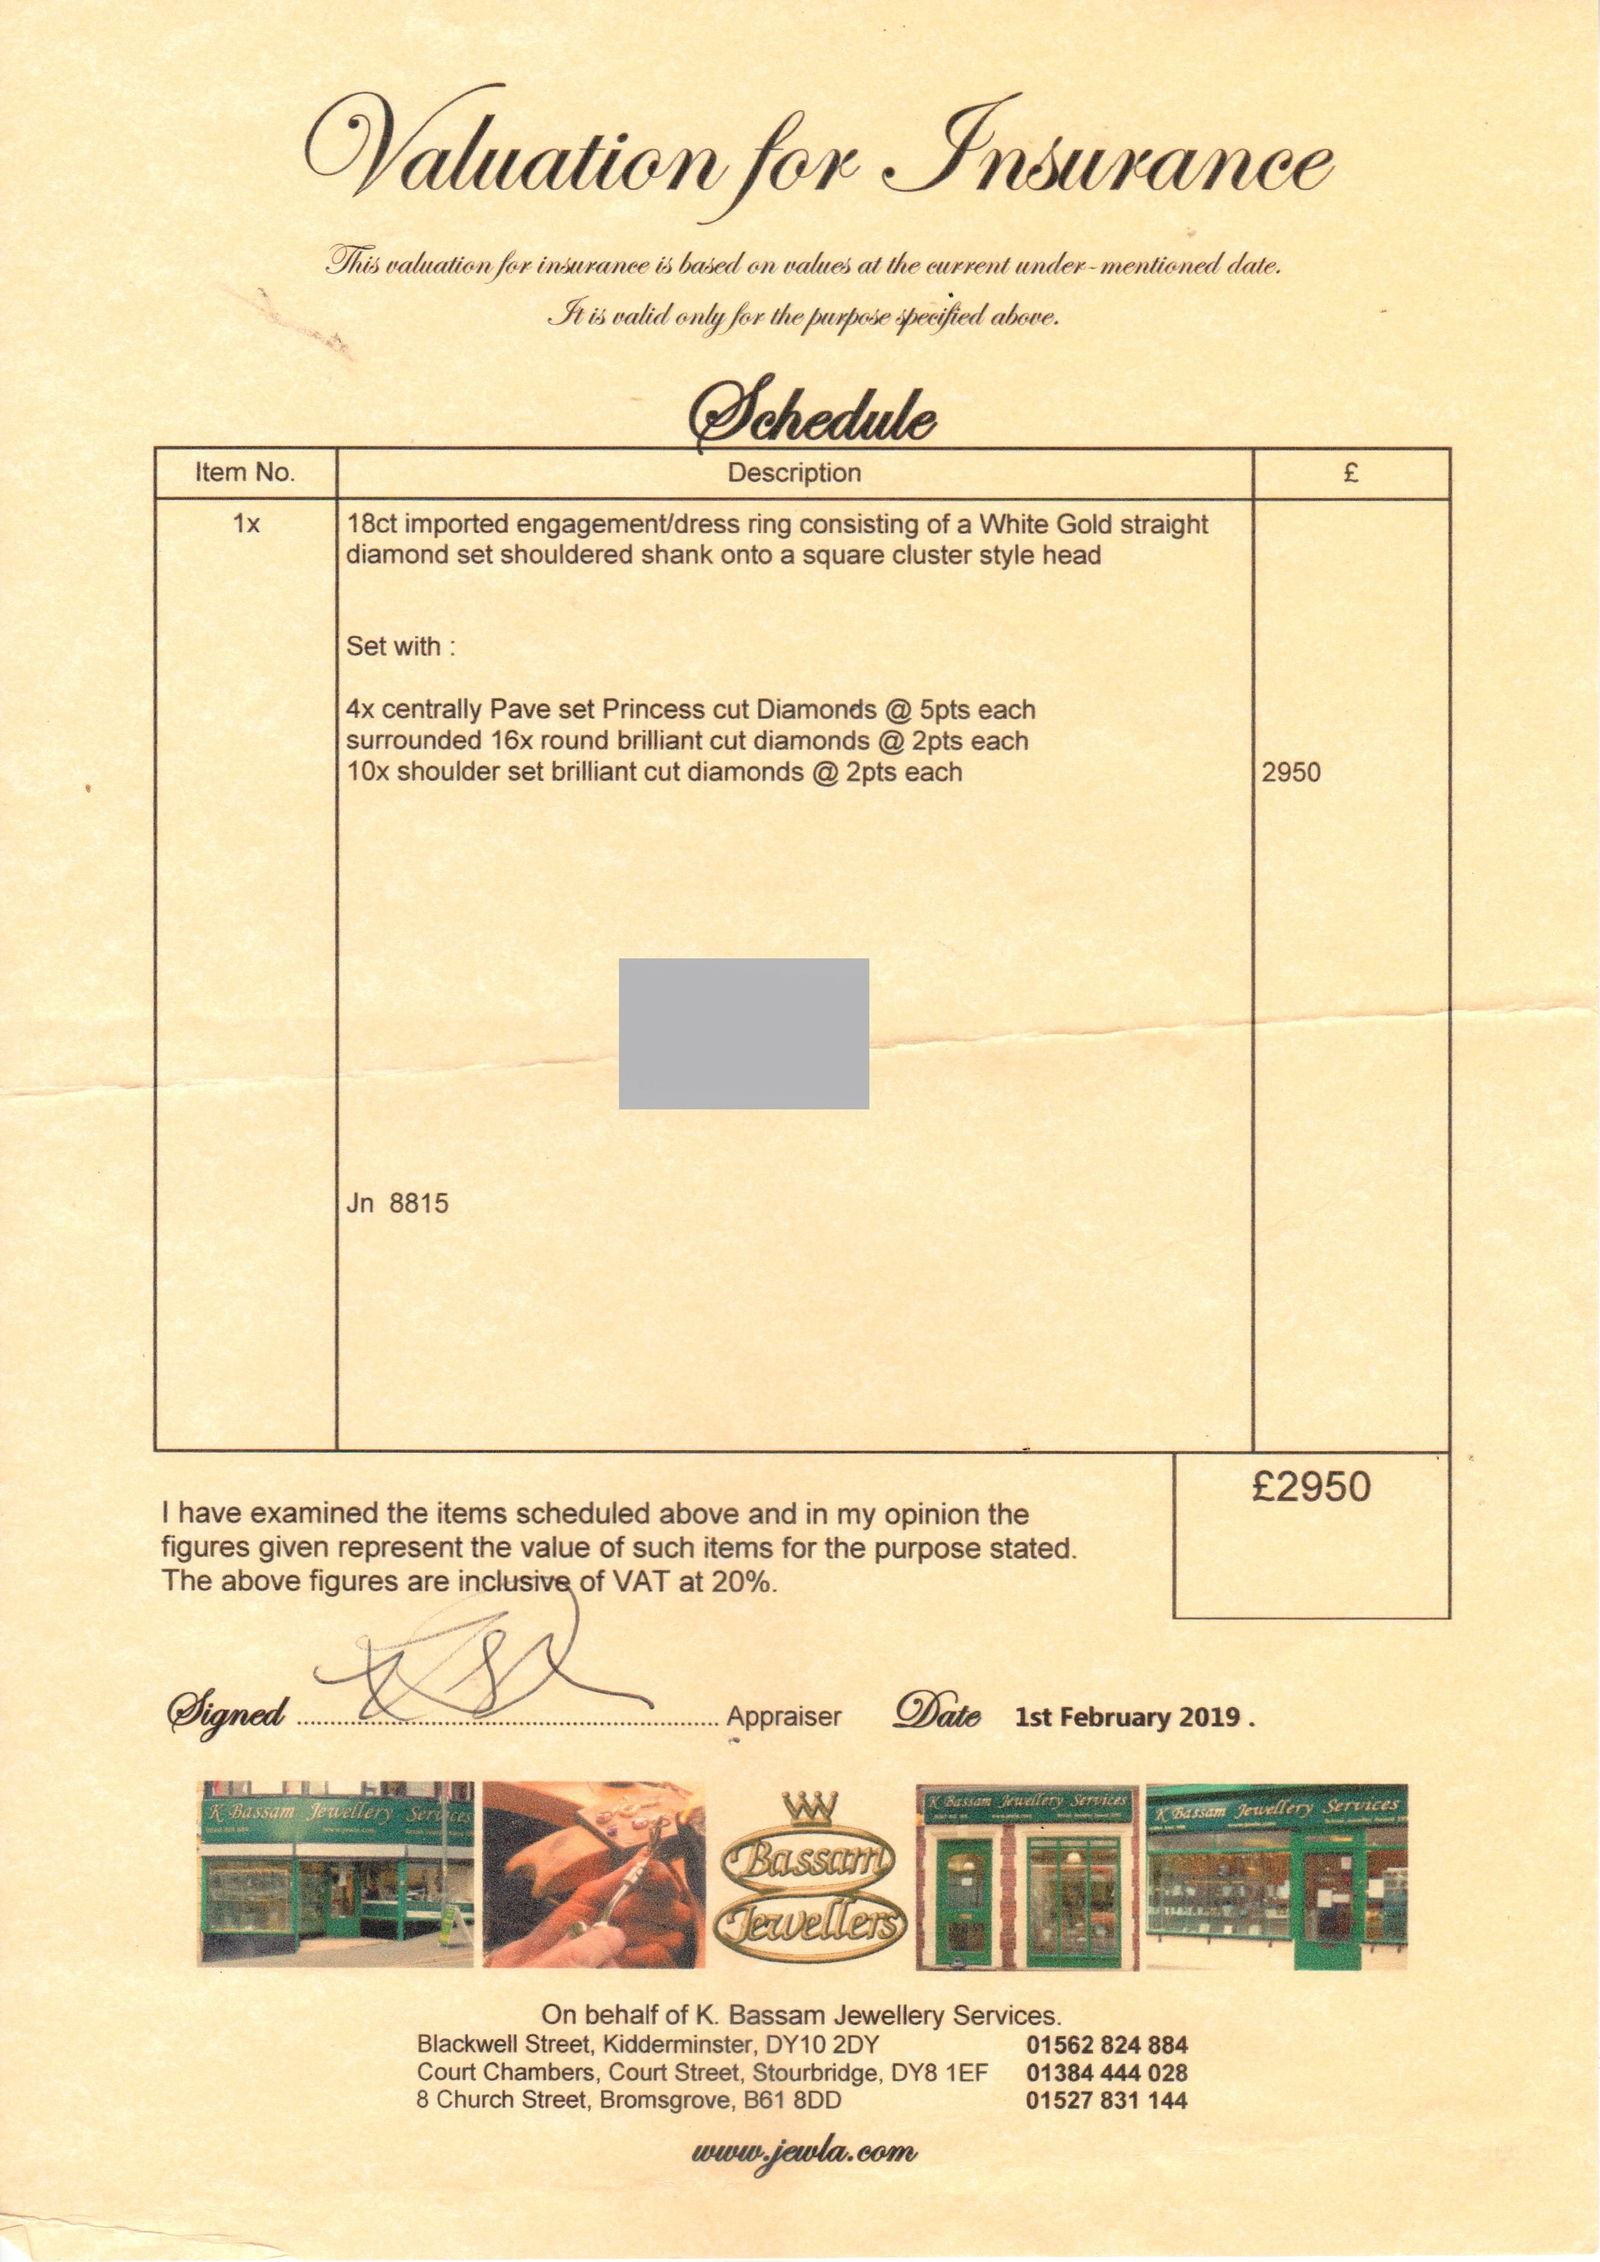 Valuation for Insurance
This valuation for insurance is based on values at the current under-mentioned date.
It is valid only for the purpose specified above.
Schedule
Item No. Description £
1x 18ct imported engagement/dress ring consisting of a White Gold straight
diamond set shouldered shank onto a square cluster style head
Set with :
4x centrally Pave set Princess cut Diamonds @ 5pts each
surrounded 16x round brilliant cut diamonds @ 2pts each
10x shoulder set brilliant cut diamonds @ 2pts each 2950
Jn 8815
£2950
I have examined the items scheduled above and in my opinion the
figures given represent the value of such items for the purpose stated.
The above figures are inclusive of VAT at 20%.
Signed Appraiser Date 1st February 2019 .
K Bassam Jewellery Services
Bassam
Jewellers
K Bassam Jewellery Services
K Bassam Jewellery Services
On behalf of K. Bassam Jewellery Services.
Blackwell Street, Kidderminster, DY10 2DY 01562 824 884
Court Chambers, Court Street, Stourbridge, DY8 1EF 01384 444 028
8 Church Street, Bromsgrove, B61 8DD 01527 831 144
www.jewla.com